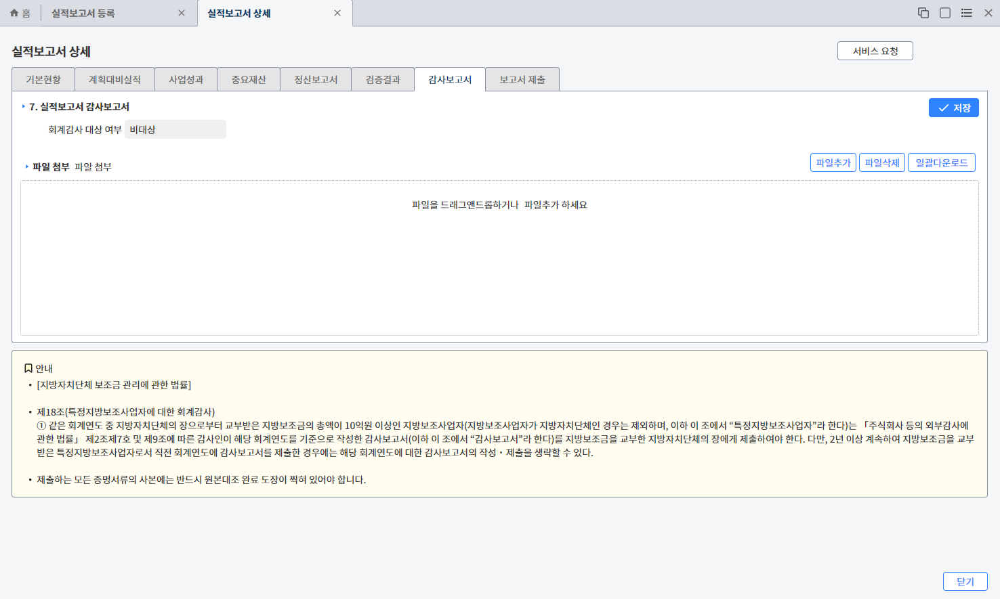 홈
실적보고서 등록
실적보고서 상세
실적보고서 상세
서비스 요청
기본현황
계획대비실적
사업성과
중요재산
정산보고서
검증결과
감사보고서
보고서 제출
7. 실적보고서 감사보고서
저장
회계감사 대상 여부 비대상
파일 첨부 파일 첨부
파일추가
파일삭제
일괄다운로드
파일을 드래그앤드롭하거나 파일추가 하세요
안내
• [지방자치단체 보조금 관리에 관한 법률]
• 제18조(특정지방보조사업자에 대한 회계감사)
① 같은 회계연도 중 지방자치단체의 장으로부터 교부받은 지방보조금의 총액이 10억원 이상인 지방보조사업자(지방보조사업자가 지방자치단체인 경우는 제외하며, 이하 이 조에서 “특정지방보조사업자”라 한다)는 「주식회사 등의 외부감사에
관한 법률」 제2조제7호 및 제9조에 따른 감사인이 해당 회계연도를 기준으로 작성한 감사보고서(이하 이 조에서 “감사보고서”라 한다)를 지방보조금을 교부한 지방자치단체의 장에게 제출하여야 한다. 다만, 2년 이상 계속하여 지방보조금을 교부
받은 특정지방보조사업자로서 직전 회계연도에 감사보고서를 제출한 경우에는 해당 회계연도에 대한 감사보고서의 작성・제출을 생략할 수 있다.
• 제출하는 모든 증명서류의 사본에는 반드시 원본대조 완료 도장이 찍혀 있어야 합니다.
닫기